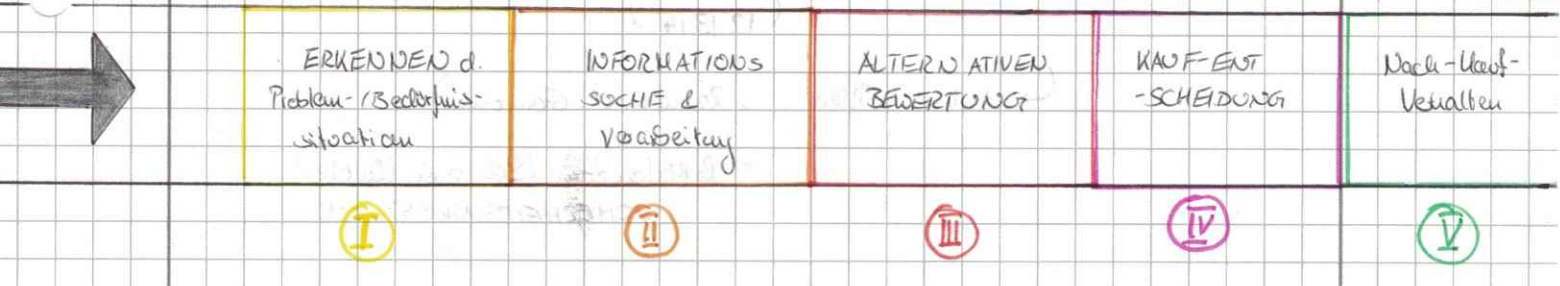 ERKENNEN d.
Problem-/Bedürfnis-
situation
I
INFORMATIONS
SUCHE &
Verarbeitung
II
ALTERNATIVEN
BEWERTUNG
III
KAUF-ENT
-SCHEIDUNG
IV
Nach-Kauf-
Verhalten
V